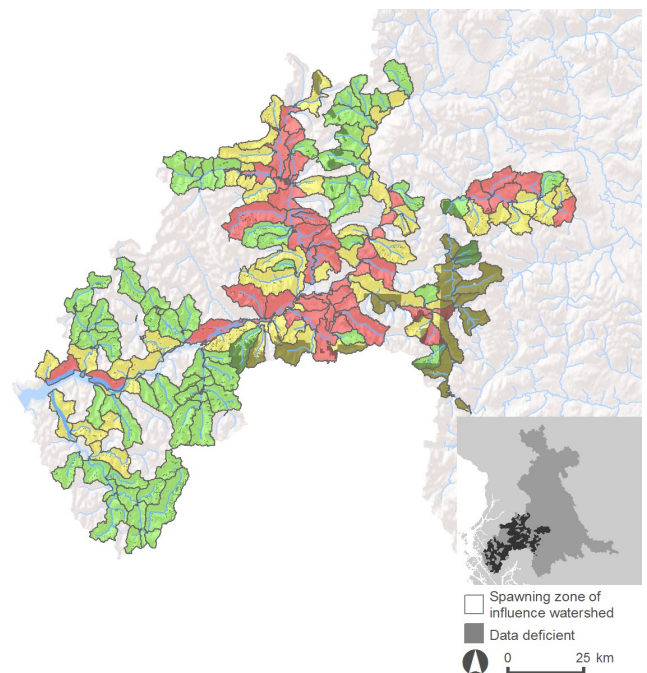 Spawning zone of
influence watershed
Data deficient
0 25 km